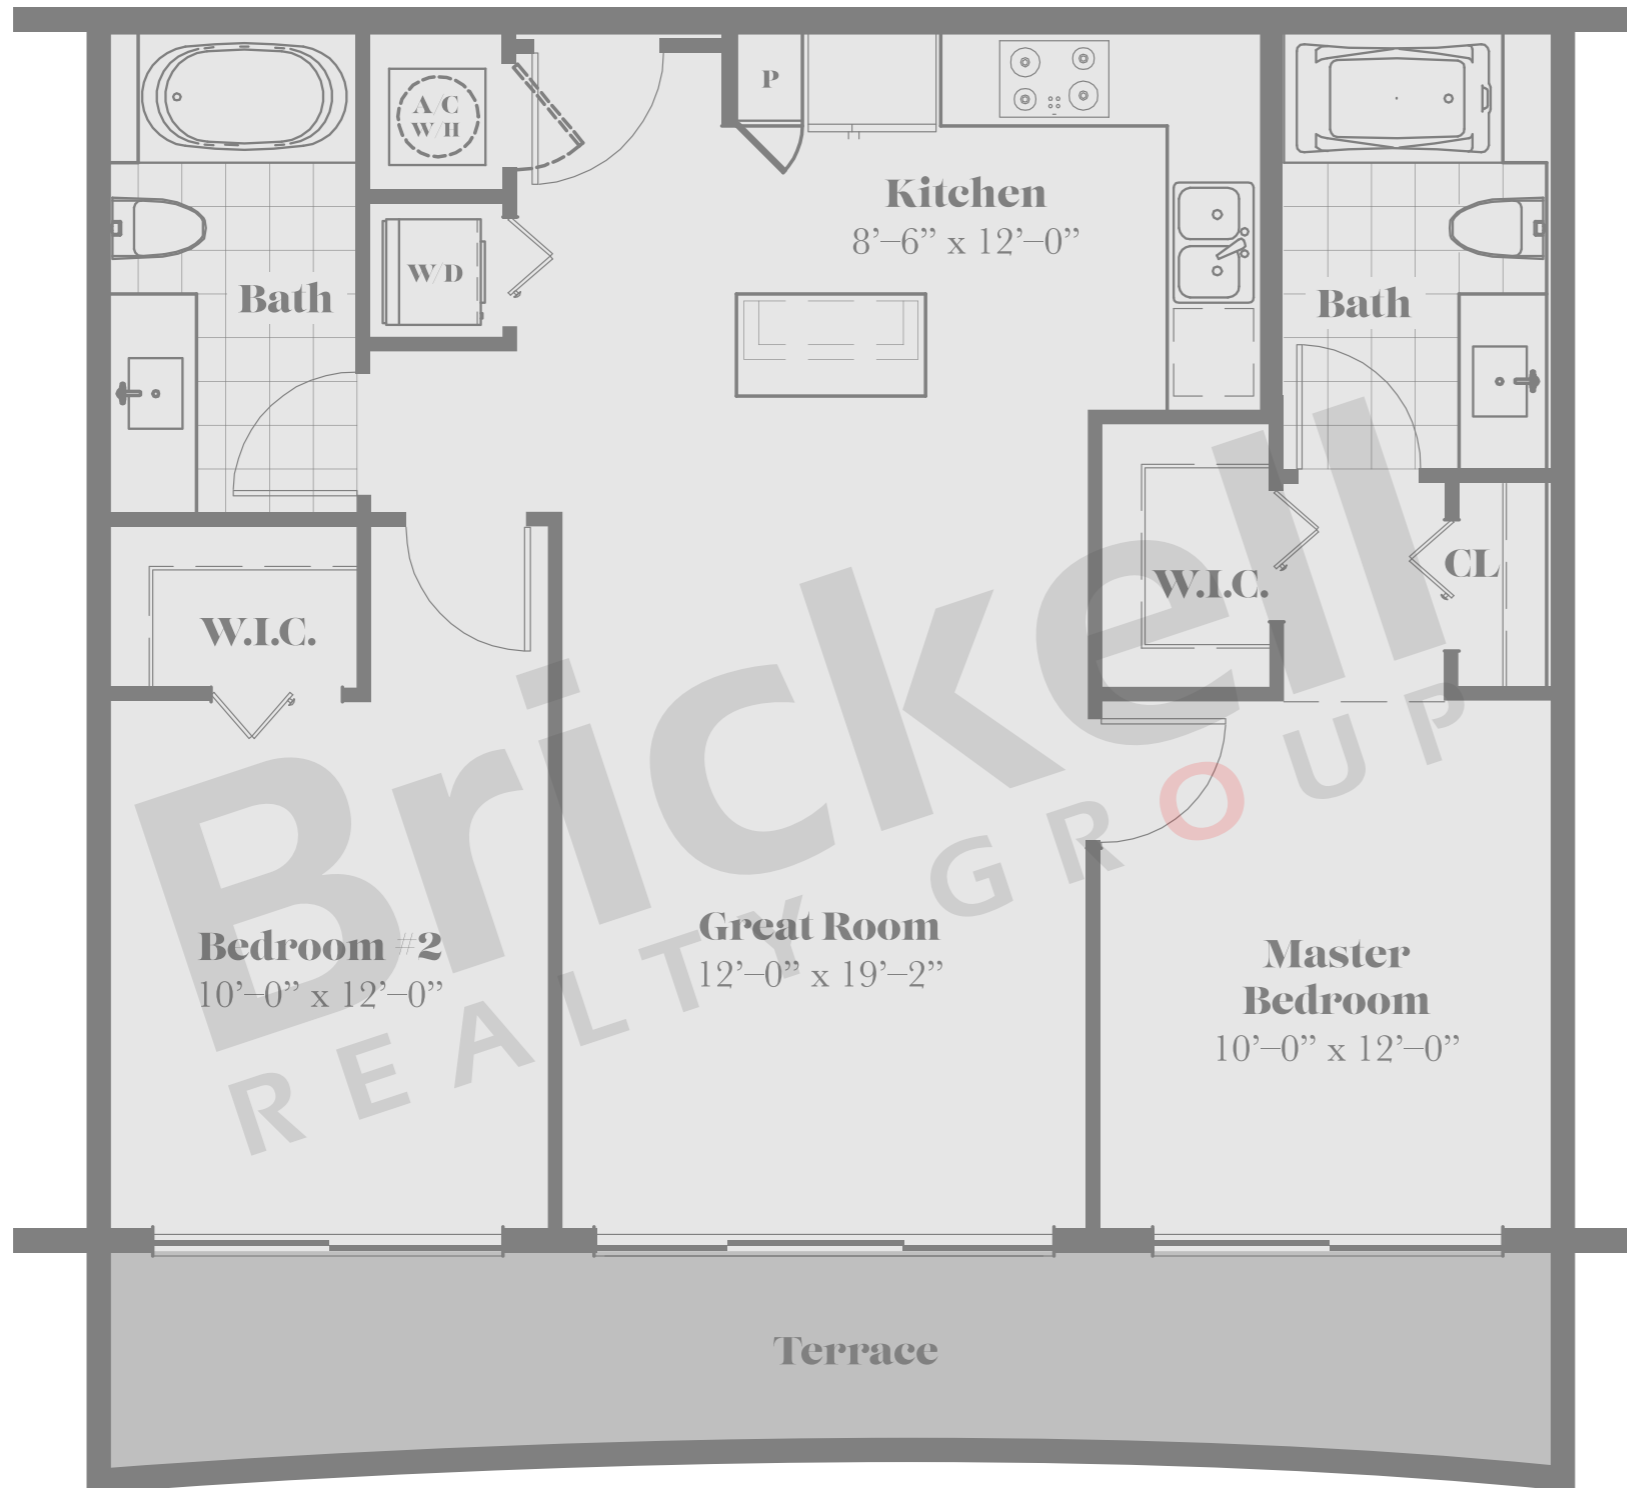 P
A/C
W/H
Kitchen
8’–6” x 12’–0”
W/D
Bath
Bath
W.I.C.
CL
W.I.C.
Brickell
REALTY GROUP
Bedroom #2
10’–0” x 12’–0”
Great Room
12’–0” x 19’–2”
Master
Bedroom
10’–0” x 12’–0”
Terrace